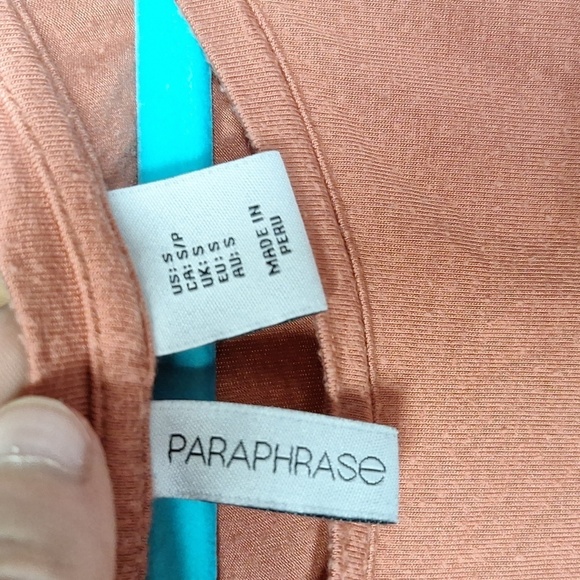 US: S
CA: S/P
UK: S
EU: S
AU: S
MADE IN
PERU
PARAPHRASe